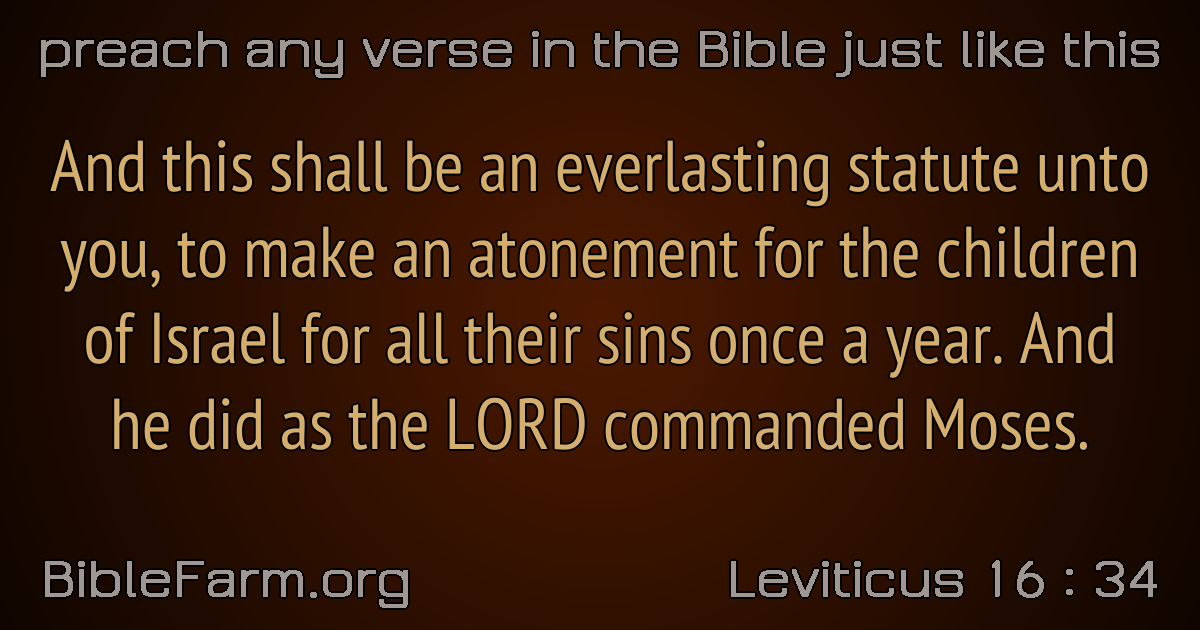 preach any verse in the Bible just like this
And this shall be an everlasting statute unto
you, to make an atonement for the children
of Israel for all their sins once a year. And
he did as the LORD commanded Moses.
BibleFarm.org
Leviticus 16 : 34